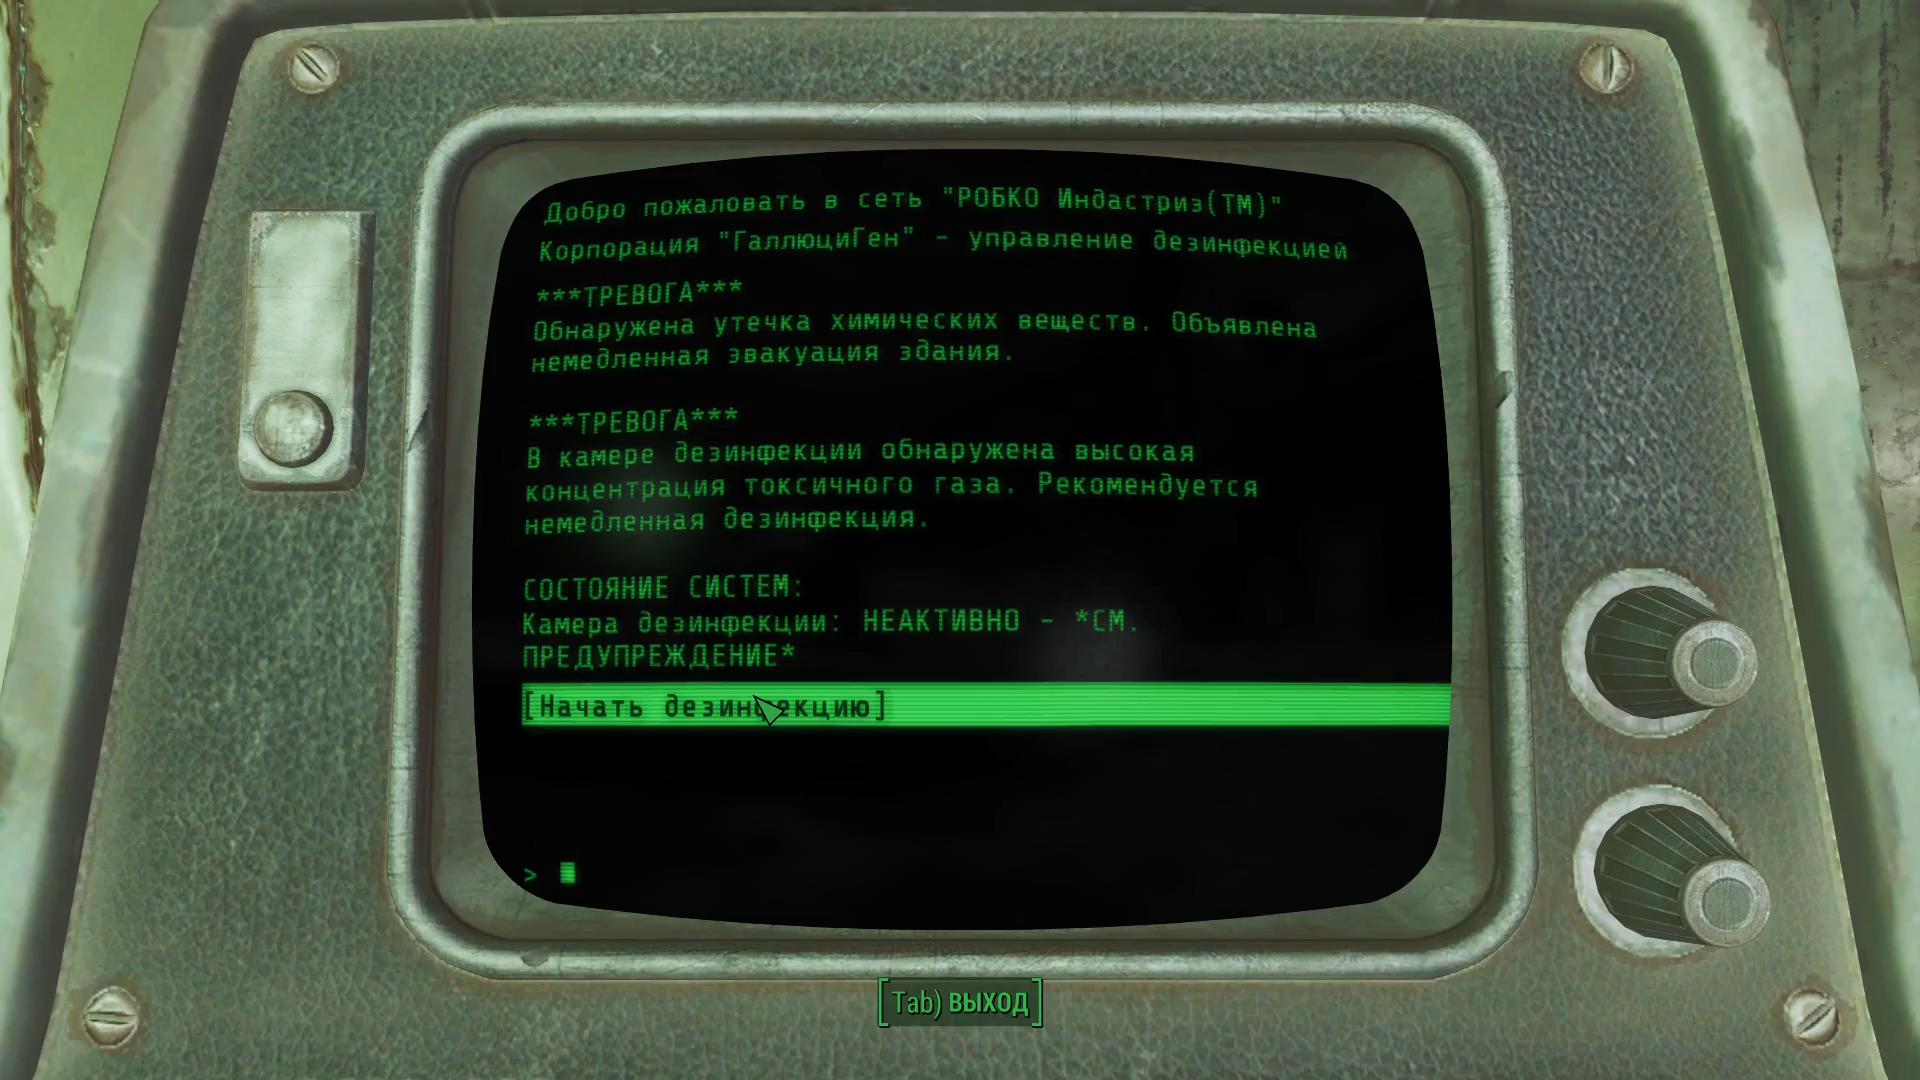 Добро пожаловать в сеть "РОБКО Индастриз(ТМ)"
Корпорация "ГаллюциГен" - управление дезинфекцией
***ТРЕВОГА***
Обнаружена утечка химических веществ. Объявлена
немедленная эвакуация здания.
***ТРЕВОГА***
В камере дезинфекции обнаружена высокая
концентрация токсичного газа. Рекомендуется
немедленная дезинфекция.
СОСТОЯНИЕ СИСТЕМ:
Камера дезинфекции: НЕАКТИВНО - *СМ.
ПРЕДУПРЕЖДЕНИЕ*
[Начать дезинфекцию]
>
Tab) ВЫХОД